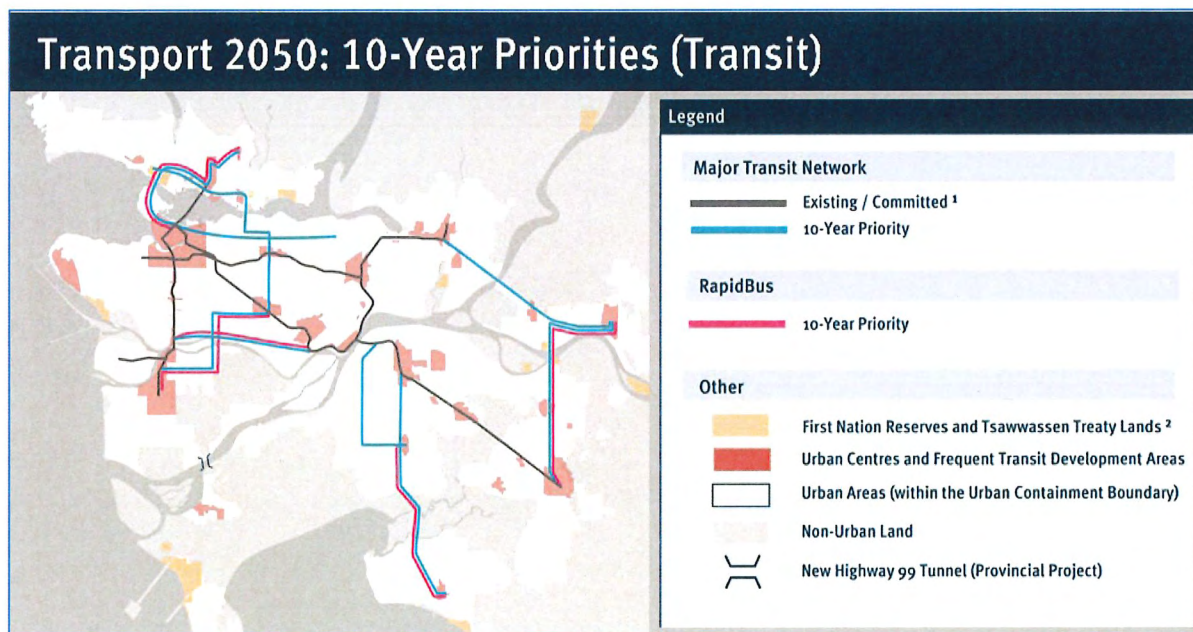 Transport 2050: 10-Year Priorities (Transit)
Legend
Major Transit Network
Existing / Committed ¹
10-Year Priority
RapidBus
10-Year Priority
Other
First Nation Reserves and Tsawwassen Treaty Lands ²
Urban Centres and Frequent Transit Development Areas
Urban Areas (within the Urban Containment Boundary)
Non-Urban Land
New Highway 99 Tunnel (Provincial Project)